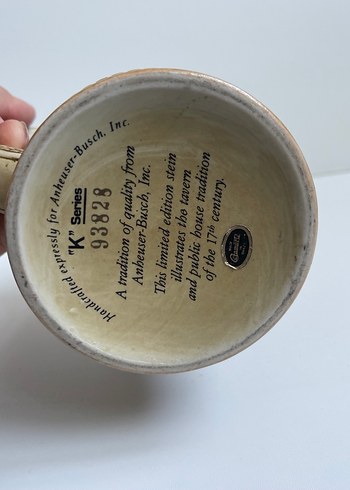 Handcrafted expressly for Anheuser-Busch, Inc.
"K" Series
93828
A tradition of quality from
Anheuser-Busch, Inc.
This limited edition stein
illustrates the tavern
and public house tradition
of the 17th century.